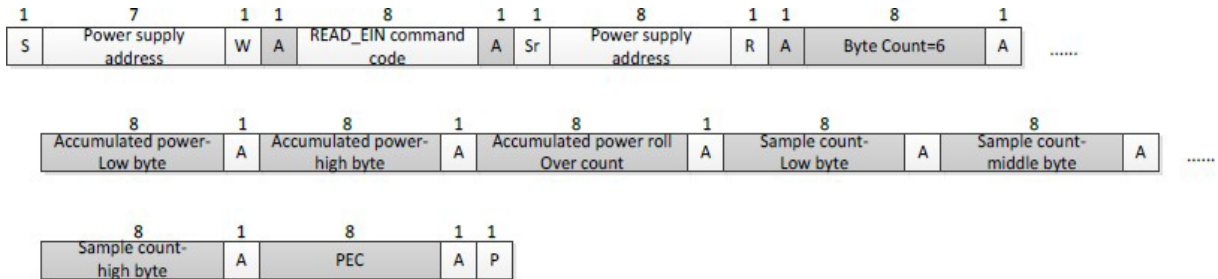 1 7 1 1 8 1 1 8 1 1 8 1
S Power supply address W A READ_EIN command code A Sr Power supply address R A Byte Count=6 A ......
8 1 8 1 8 1 8 8
Accumulated power-Low byte A Accumulated power-high byte A Accumulated power roll Over count A Sample count-Low byte A Sample count-middle byte A ......
8 1 8 1 1
Sample count-high byte A PEC A P